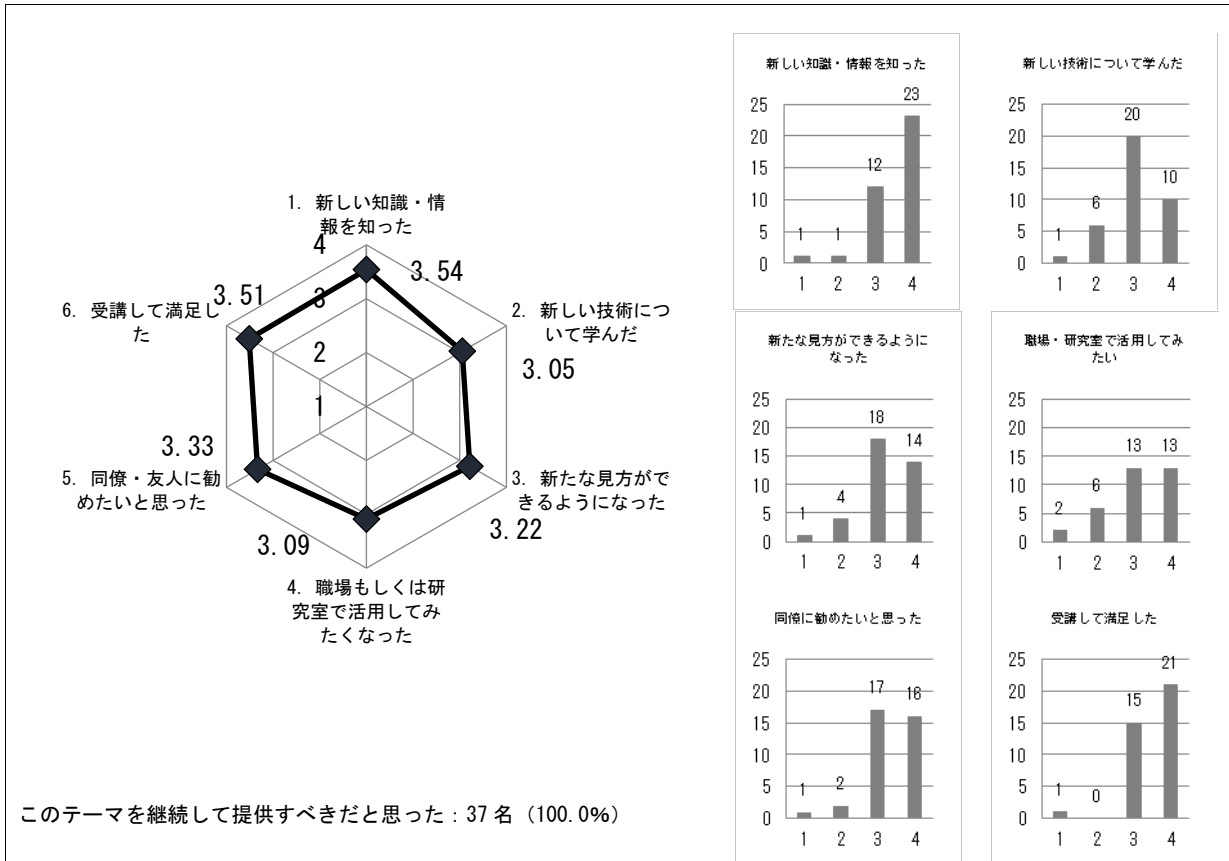 1. 新しい知識・情
報を知った
4
3.54
3.51
3
6. 受講して満足し
た
2. 新しい技術につ
いて学んだ
2
3.05
1
3.33
5. 同僚・友人に勧
めたいと思った
3. 新たな見方がで
きるようになった
3.22
3.09
4. 職場もしくは研
究室で活用してみ
たくなった
このテーマを継続して提供すべきだと思った：37名（100.0%）
新しい知識・情報を知った
25
20
15
10
5
0
1
1
12
23
1 2 3 4
新しい技術について学んだ
25
20
15
10
5
0
1
6
20
10
1 2 3 4
新たな見方ができるように
なった
25
20
15
10
5
0
1
4
18
14
1 2 3 4
職場・研究室で活用してみ
たい
25
20
15
10
5
0
2
6
13
13
1 2 3 4
同僚に勧めたいと思った
25
20
15
10
5
0
1
2
17
16
1 2 3 4
受講して満足した
25
20
15
10
5
0
1
0
15
21
1 2 3 4